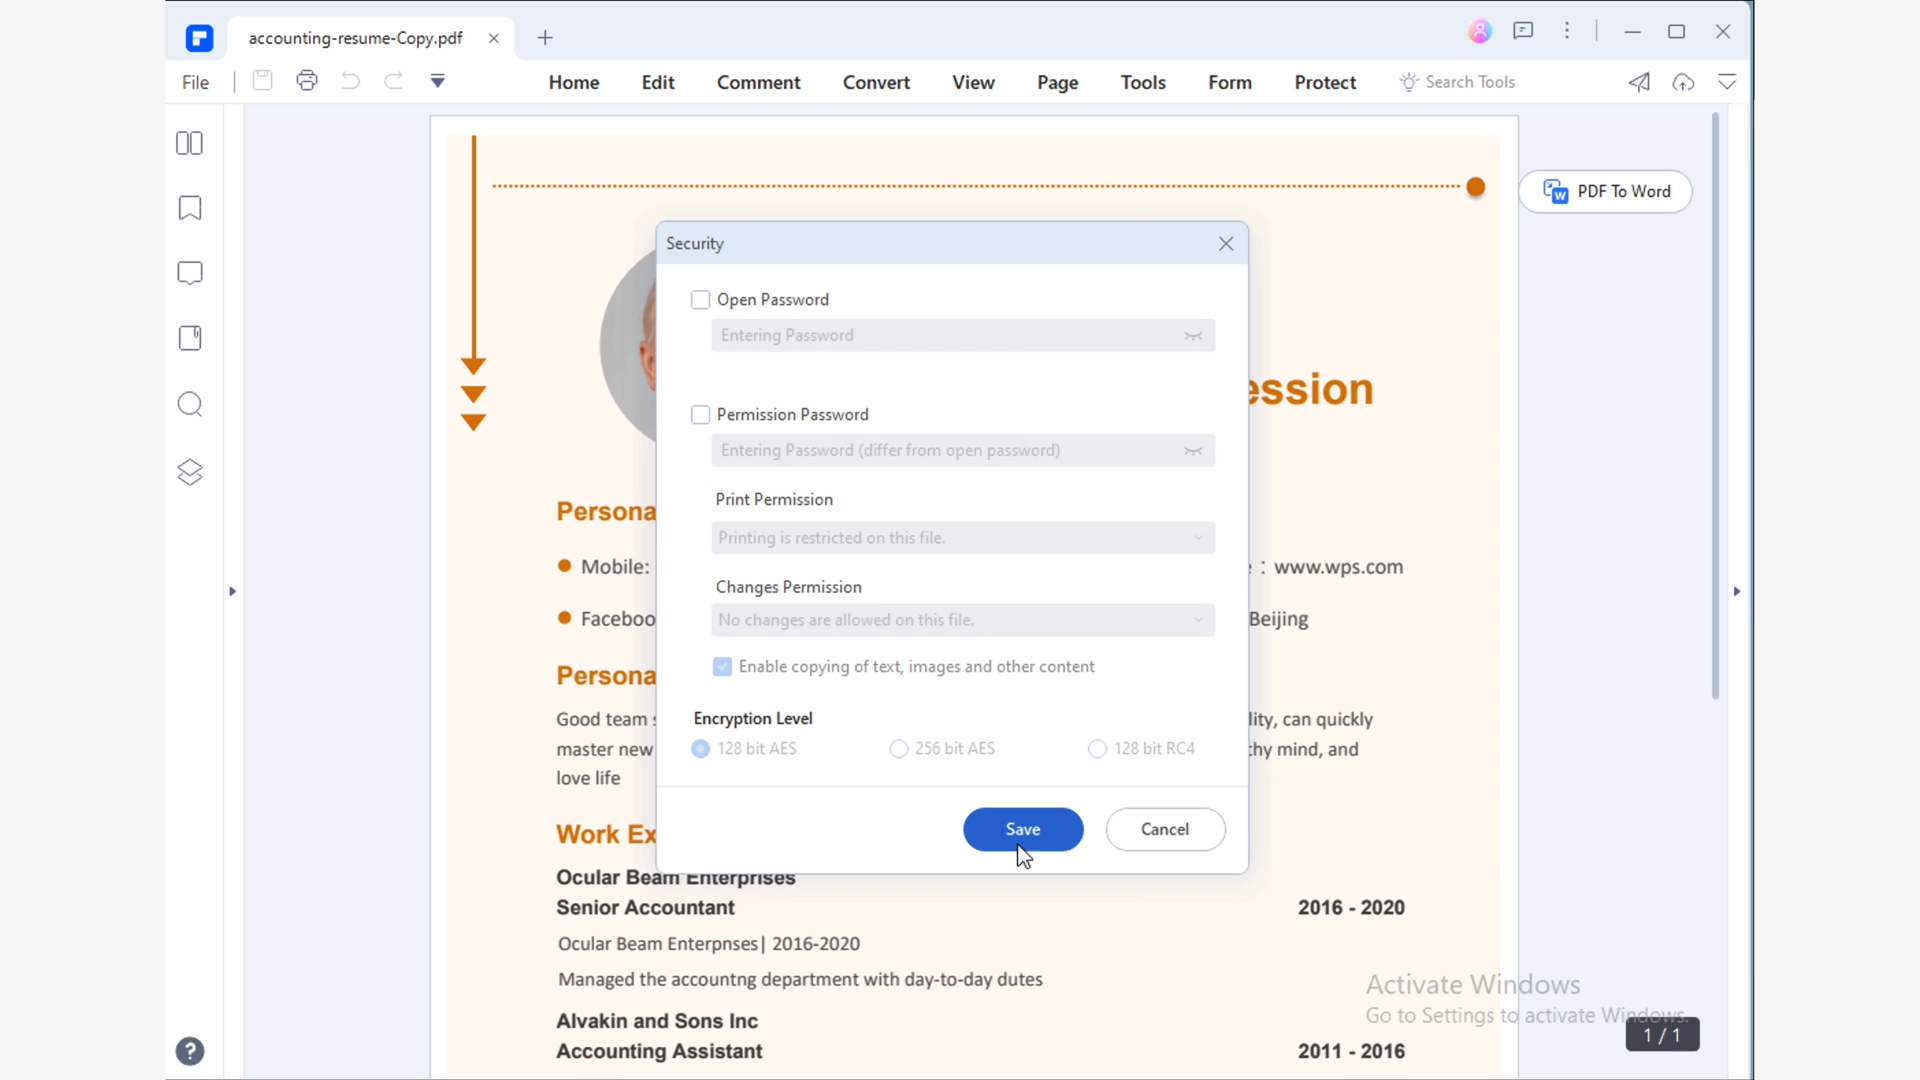 accounting-resume-Copy.pdf
File
Home
Edit
Comment
Convert
View
Page
Tools
Form
Protect
Search Tools
PDF To Word
Security
Open Password
Entering Password
Permission Password
Entering Password (differ from open password)
ession
Print Permission
Persona
Printing is restricted on this file.
Mobile:
: www.wps.com
Changes Permission
Faceboo
No changes are allowed on this file.
Beijing
Enable copying of text, images and other content
Persona
Good team
Encryption Level
lity, can quickly
master new
128 bit AES
256 bit AES
128 bit RC4
thy mind, and
love life
Save
Cancel
Work Ex
Ocular Beam Enterprises
Senior Accountant
2016 - 2020
Ocular Beam Enterpnses| 2016-2020
Managed the accountng department with day-to-day dutes
Activate Windows
Go to Settings to activate Windows.
Alvakin and Sons Inc
1 / 1
Accounting Assistant
2011 - 2016